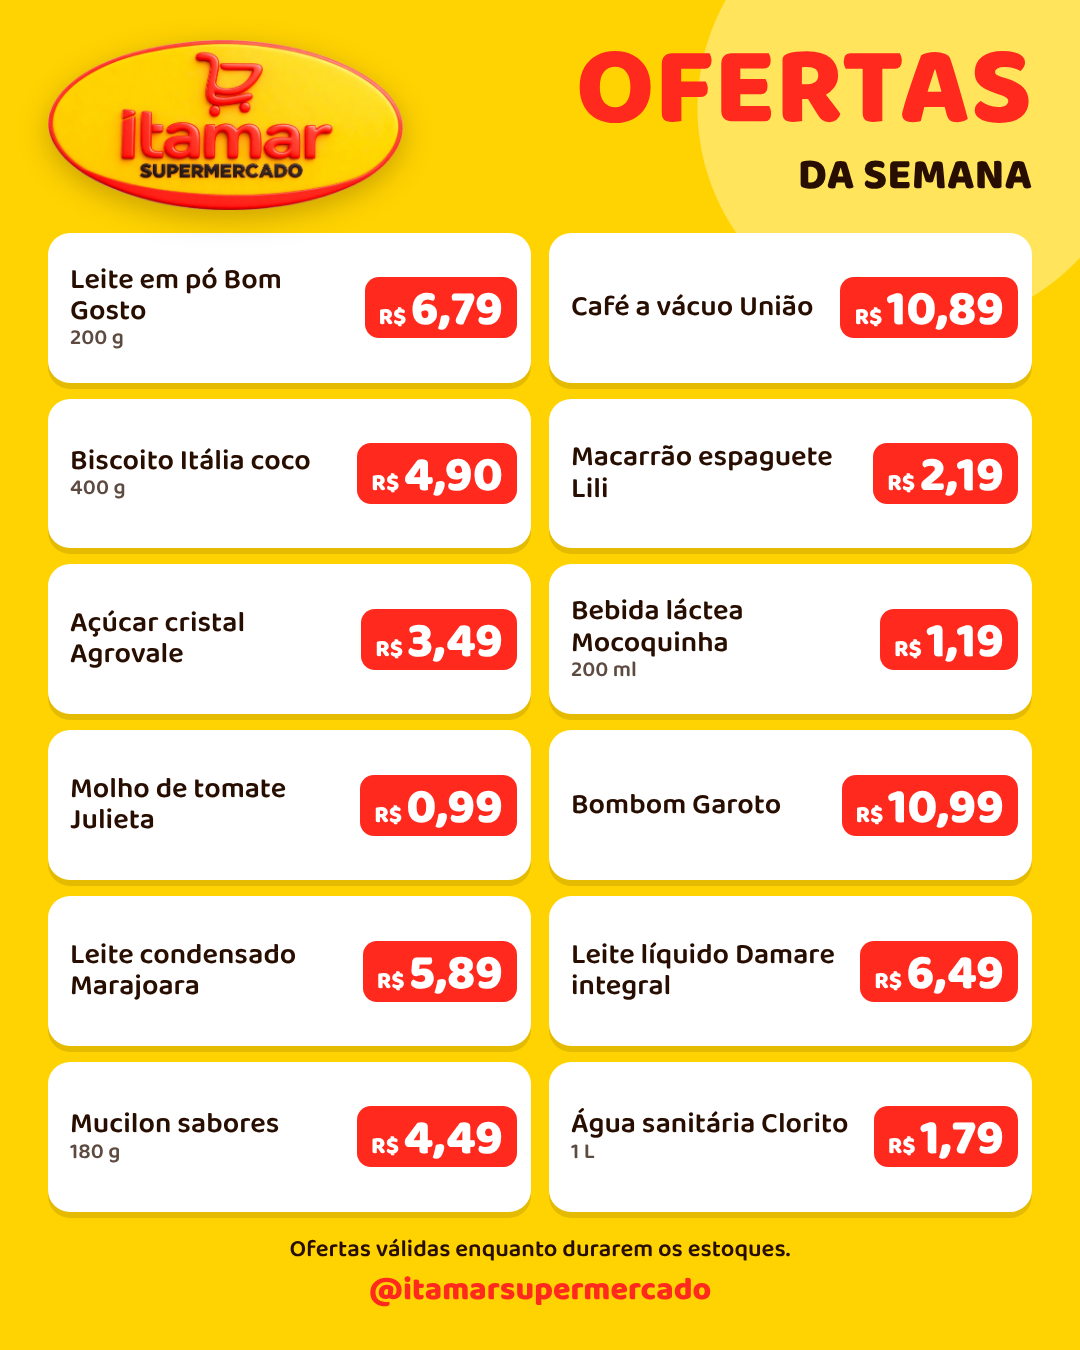 itamar
SUPERMERCADO
OFERTAS
DA SEMANA
Leite em pó Bom
Gosto
200 g
R$ 6,79
Café a vácuo União
R$ 10,89
Biscoito Itália coco
400 g
R$ 4,90
Macarrão espaguete
Lili
R$ 2,19
Açúcar cristal
Agrovale
R$ 3,49
Bebida láctea
Mocoquinha
200 ml
R$ 1,19
Molho de tomate
Julieta
R$ 0,99
Bombom Garoto
R$ 10,99
Leite condensado
Marajoara
R$ 5,89
Leite líquido Damare
integral
R$ 6,49
Mucilon sabores
180 g
R$ 4,49
Água sanitária Clorito
1 L
R$ 1,79
Ofertas válidas enquanto durarem os estoques.
@itamarsupermercado